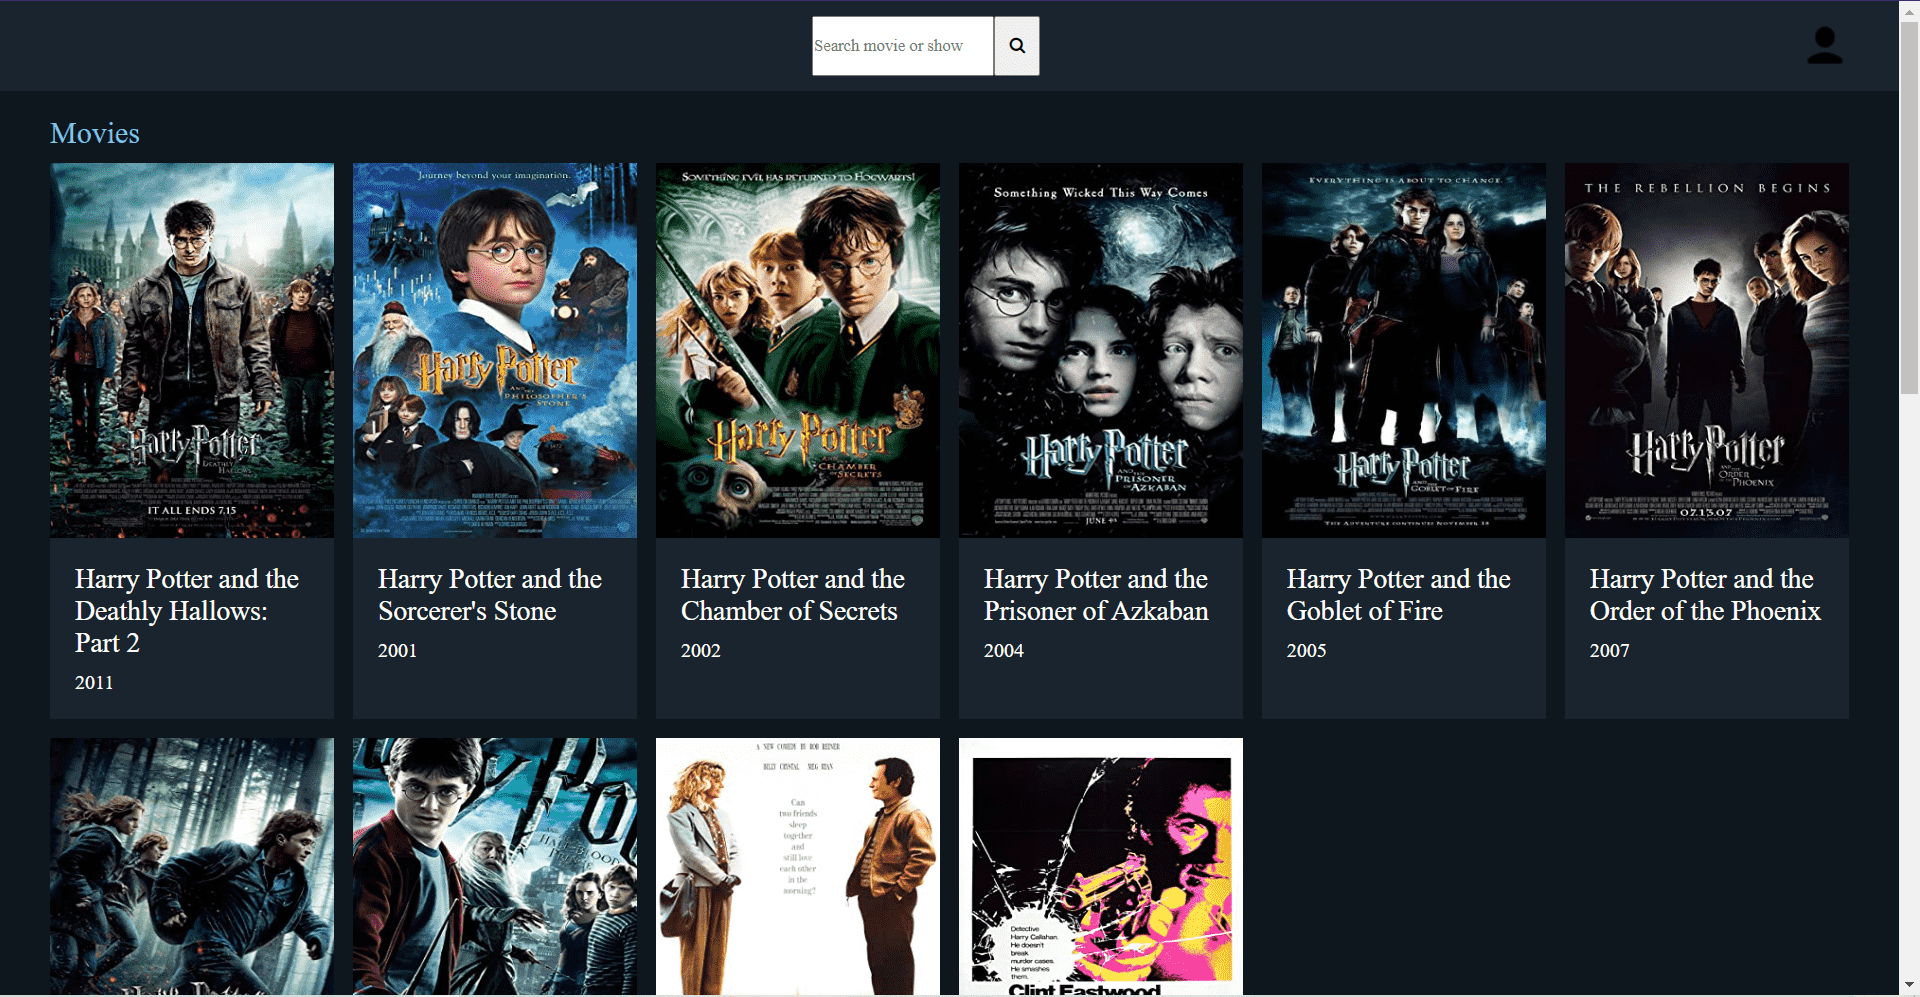 Search movie or show
Movies
IT ALL ENDS 7.15
Harry Potter
DEATHLY HALLOWS
Harry Potter and the
Deathly Hallows:
Part 2
2011
Journey beyond your imagination.
Harry Potter
AND THE
PHILOSOPHER'S
STONE
Harry Potter and the
Sorcerer's Stone
2001
SOMETHING EVIL HAS RETURNED TO HOGWARTS!
Harry Potter
AND THE
CHAMBER
OF SECRETS
Harry Potter and the
Chamber of Secrets
2002
Something Wicked This Way Comes
Harry Potter
AND THE
PRISONER
OF AZKABAN
JUNE 4
Harry Potter and the
Prisoner of Azkaban
2004
EVERYTHING IS ABOUT TO CHANGE.
Harry Potter
AND THE
GOBLET OF FIRE
THE ADVENTURE CONTINUES NOVEMBER 18
Harry Potter and the
Goblet of Fire
2005
THE REBELLION BEGINS
Harry Potter
AND THE
ORDER
OF THE
PHOENIX
07.13.07
Harry Potter and the
Order of the Phoenix
2007
Harry Potter
HALF-BLOOD
PRINCE
A NEW COMEDY BY ROB REINER
BILLY CRYSTAL MEG RYAN
Can
two friends
sleep
together
and
still love
each other
in the
morning?
Detective
Harry Callahan.
He doesn't
break
murder cases.
He smashes
them.
Clint Eastwood